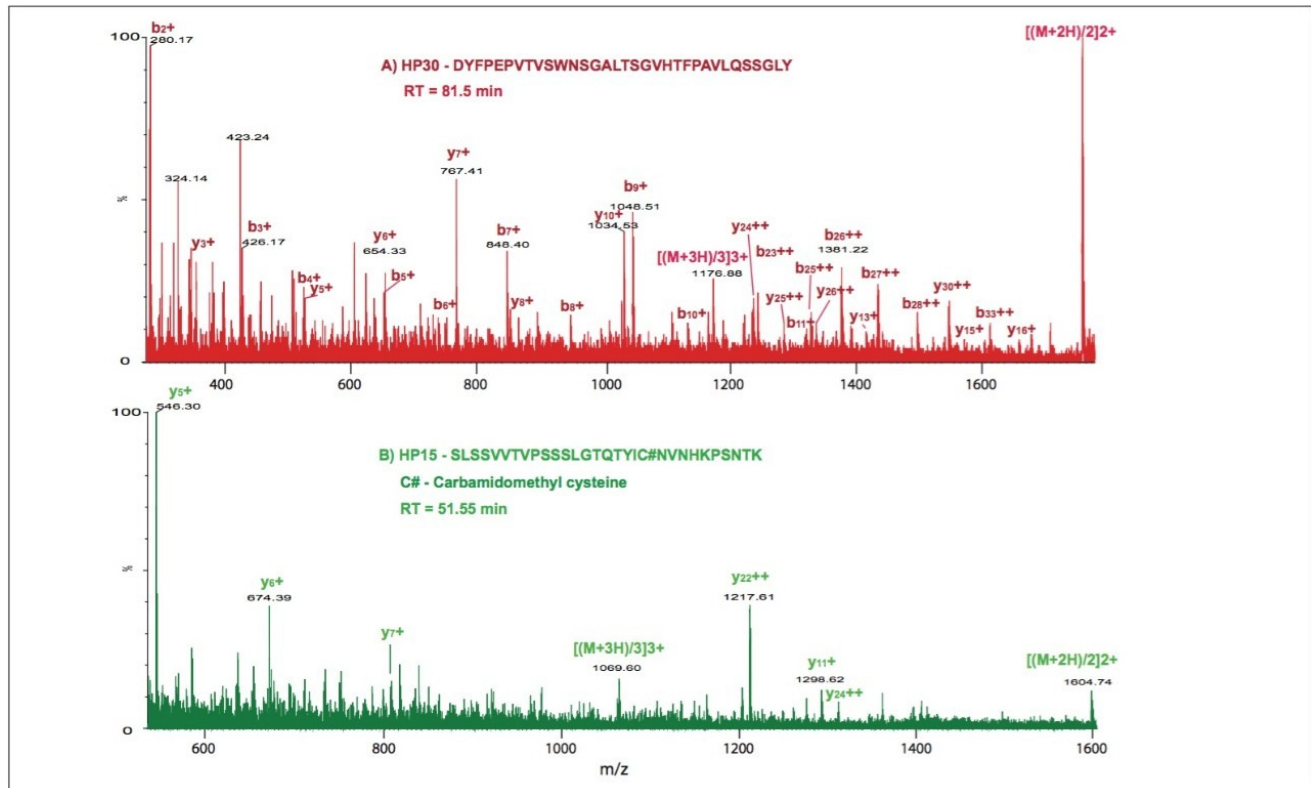 b2+
280.17
100
%
0
A) HP30 - DYFPEPVTVSWNSGALTSGVHTFPAVLQSSGLY
RT = 81.5 min
[(M+2H)/2]2+
324.14
423.24
y3+
b3+
426.17
b4+
y5+
y6+
654.33
b5+
b6+
y7+
767.41
b7+
848.40
y8+
b8+
y10+
1034.53
b9+
1048.51
[(M+3H)/3]3+
1176.88
b10+
y24++
b23++
y25++
b11+
b25++
y26++
b26++
1381.22
y13+
b27++
b28++
y30++
y15+
b33++
y16+
400 600 800 1000 1200 1400 1600
y5+
546.30
100
%
0
B) HP15 - SLSSVVTVPSSSLGTQTYIC#NVNHKPSNTK
C# - Carbamidomethyl cysteine
RT = 51.55 min
y6+
674.39
y7+
[(M+3H)/3]3+
1069.60
y22++
1217.61
y11+
1298.62
y24++
[(M+2H)/2]2+
1604.74
600 800 1000 1200 1400 1600
m/z